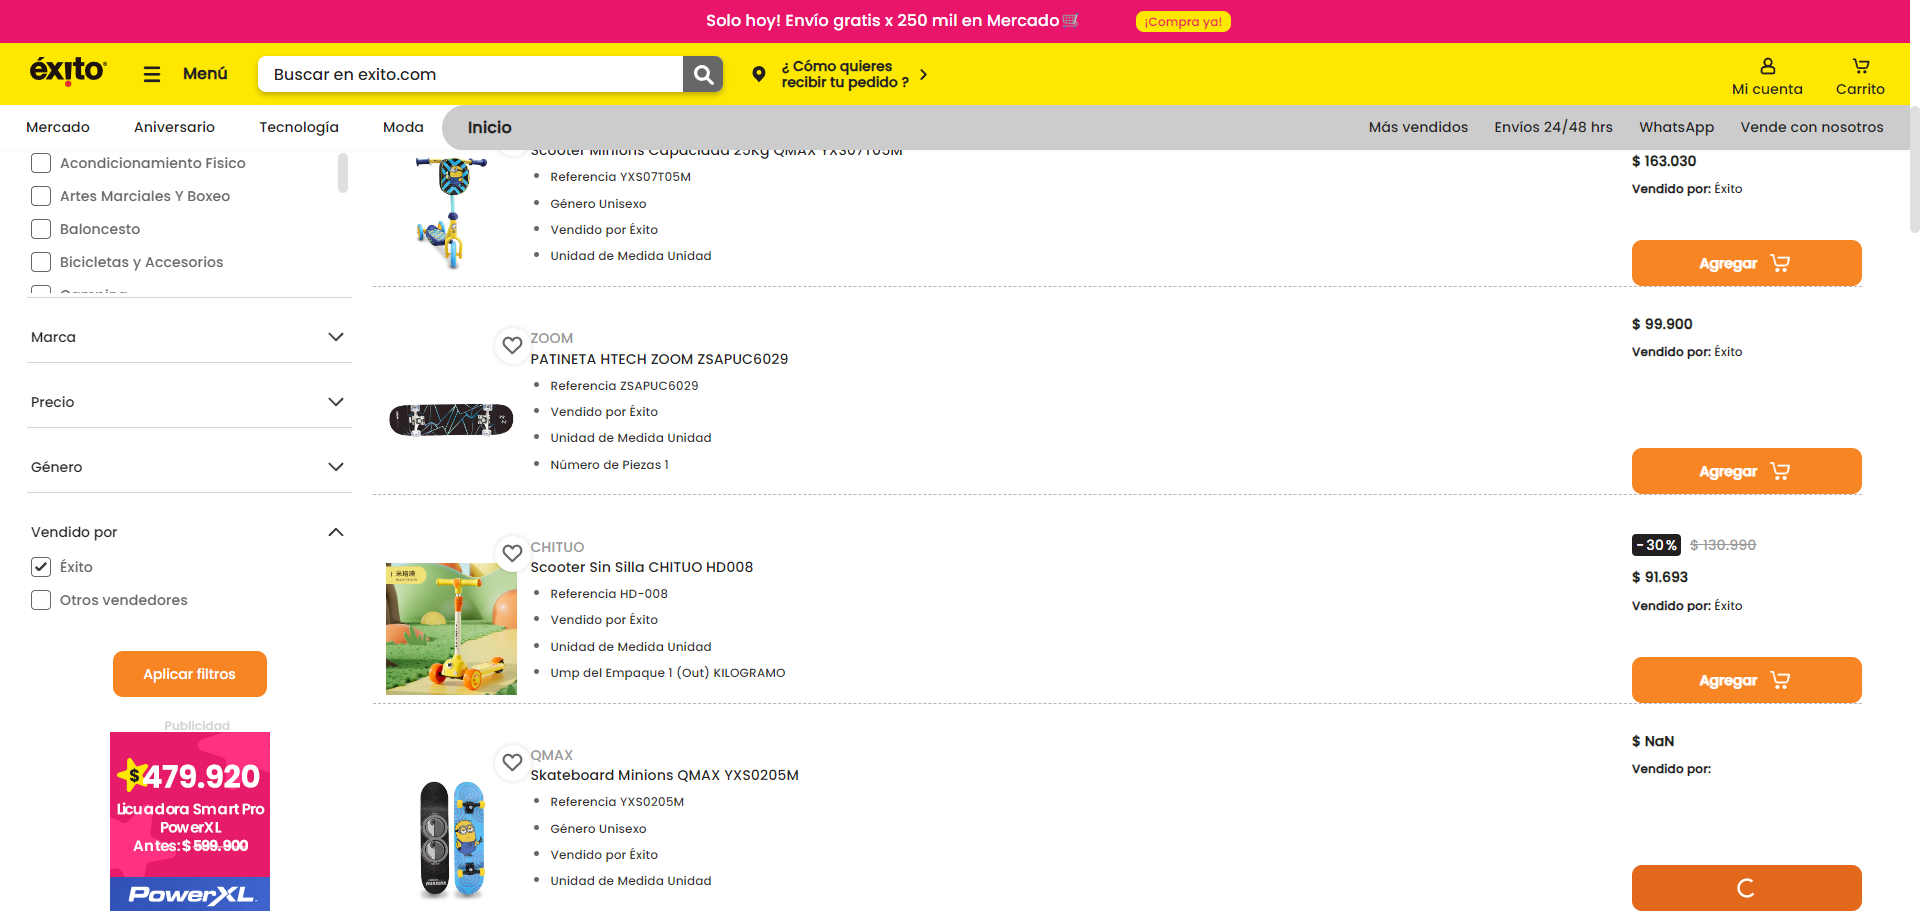 Solo hoy! Envío gratis x 250 mil en Mercado
¡Compra ya!
éxito
Menú
Buscar en exito.com
¿ Cómo quieres
recibir tu pedido ?
Mi cuenta
Carrito
Mercado
Aniversario
Tecnología
Moda
Inicio
Más vendidos
Envíos 24/48 hrs
WhatsApp
Vende con nosotros
Acondicionamiento Fisico
Artes Marciales Y Boxeo
Baloncesto
Bicicletas y Accesorios
Camping
Marca
Precio
Género
Vendido por
Éxito
Otros vendedores
Aplicar filtros
Publicidad
$479.920
Licuadora Smart Pro
PowerXL
Antes: $ 599.900
PowerXL
Scooter Minions Capacidad 25Kg QMAX YXS07T05M
Referencia YXS07T05M
Género Unisexo
Vendido por Éxito
Unidad de Medida Unidad
$ 163.030
Vendido por: Éxito
Agregar
ZOOM
PATINETA HTECH ZOOM ZSAPUC6029
Referencia ZSAPUC6029
Vendido por Éxito
Unidad de Medida Unidad
Número de Piezas 1
$ 99.900
Vendido por: Éxito
Agregar
CHITUO
Scooter Sin Silla CHITUO HD008
Referencia HD-008
Vendido por Éxito
Unidad de Medida Unidad
Ump del Empaque 1 (Out) KILOGRAMO
-30%
$ 130.990
$ 91.693
Vendido por: Éxito
Agregar
QMAX
Skateboard Minions QMAX YXS0205M
Referencia YXS0205M
Género Unisexo
Vendido por Éxito
Unidad de Medida Unidad
$ NaN
Vendido por: